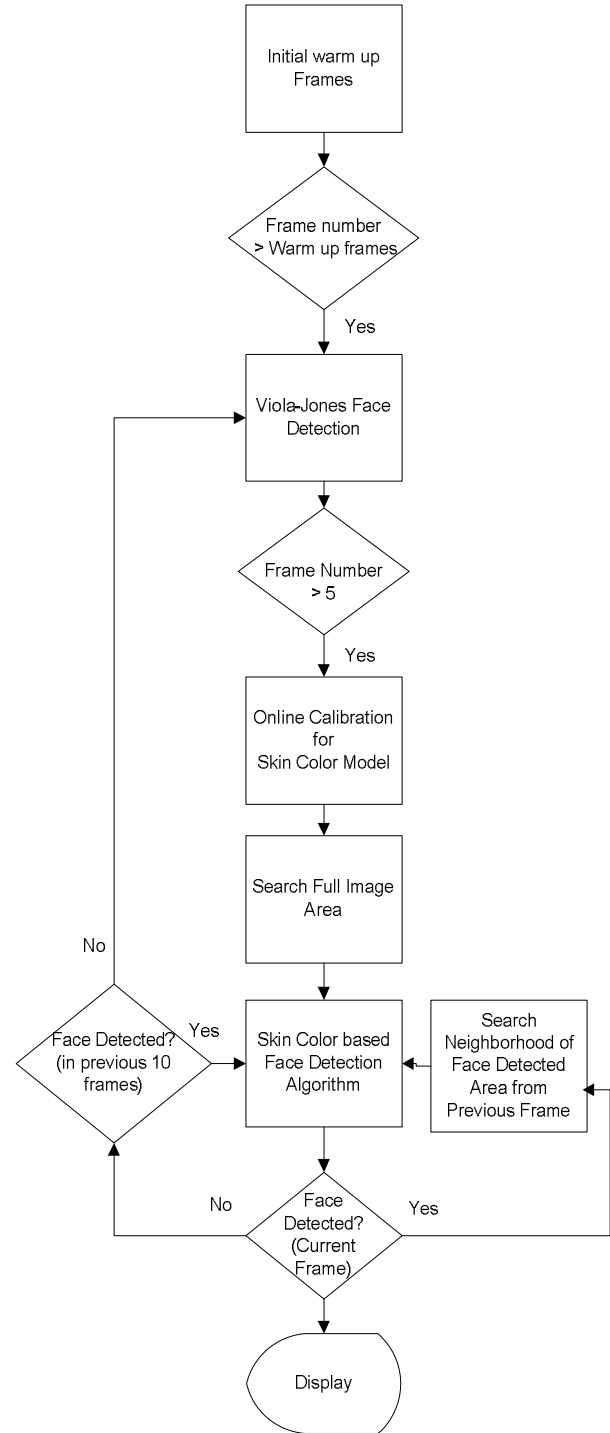 Initial warm up
Frames
Frame number
> Warm up frames
Yes
Viola-Jones Face
Detection
Frame Number
> 5
Yes
Online Calibration
for
Skin Color Model
Search Full Image
Area
No
Face Detected?
(in previous 10
frames)
Yes
Skin Color based
Face Detection
Algorithm
Search
Neighborhood of
Face Detected
Area from
Previous Frame
No
Face
Detected?
(Current
Frame)
Yes
Display